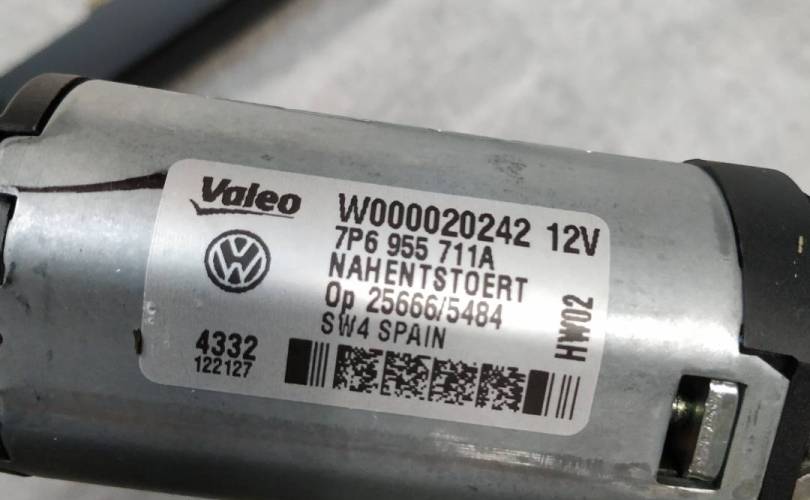 Valeo
W000020242 12V
7P6 955 711A
NAHENTSTOERT
Op 25666/5484
SW4 SPAIN
HW02
4332
122127